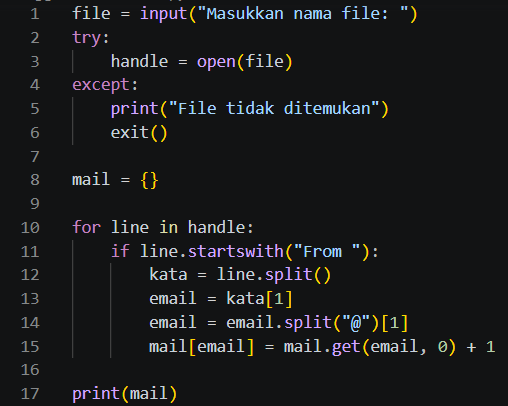 1 file = input("Masukkan nama file: ")
2 try:
3     handle = open(file)
4 except:
5     print("File tidak ditemukan")
6     exit()
7
8 mail = {}
9
10 for line in handle:
11     if line.startswith("From "):
12         kata = line.split()
13         email = kata[1]
14         email = email.split("@")[1]
15         mail[email] = mail.get(email, 0) + 1
16
17 print(mail)